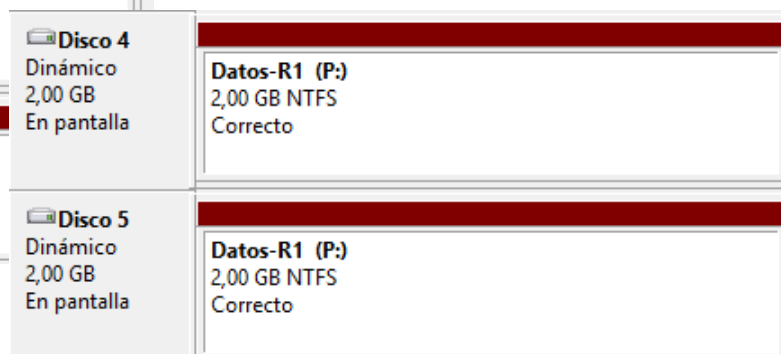 Disco 4
Dinámico
2,00 GB
En pantalla
Datos-R1 (P:)
2,00 GB NTFS
Correcto
Disco 5
Dinámico
2,00 GB
En pantalla
Datos-R1 (P:)
2,00 GB NTFS
Correcto